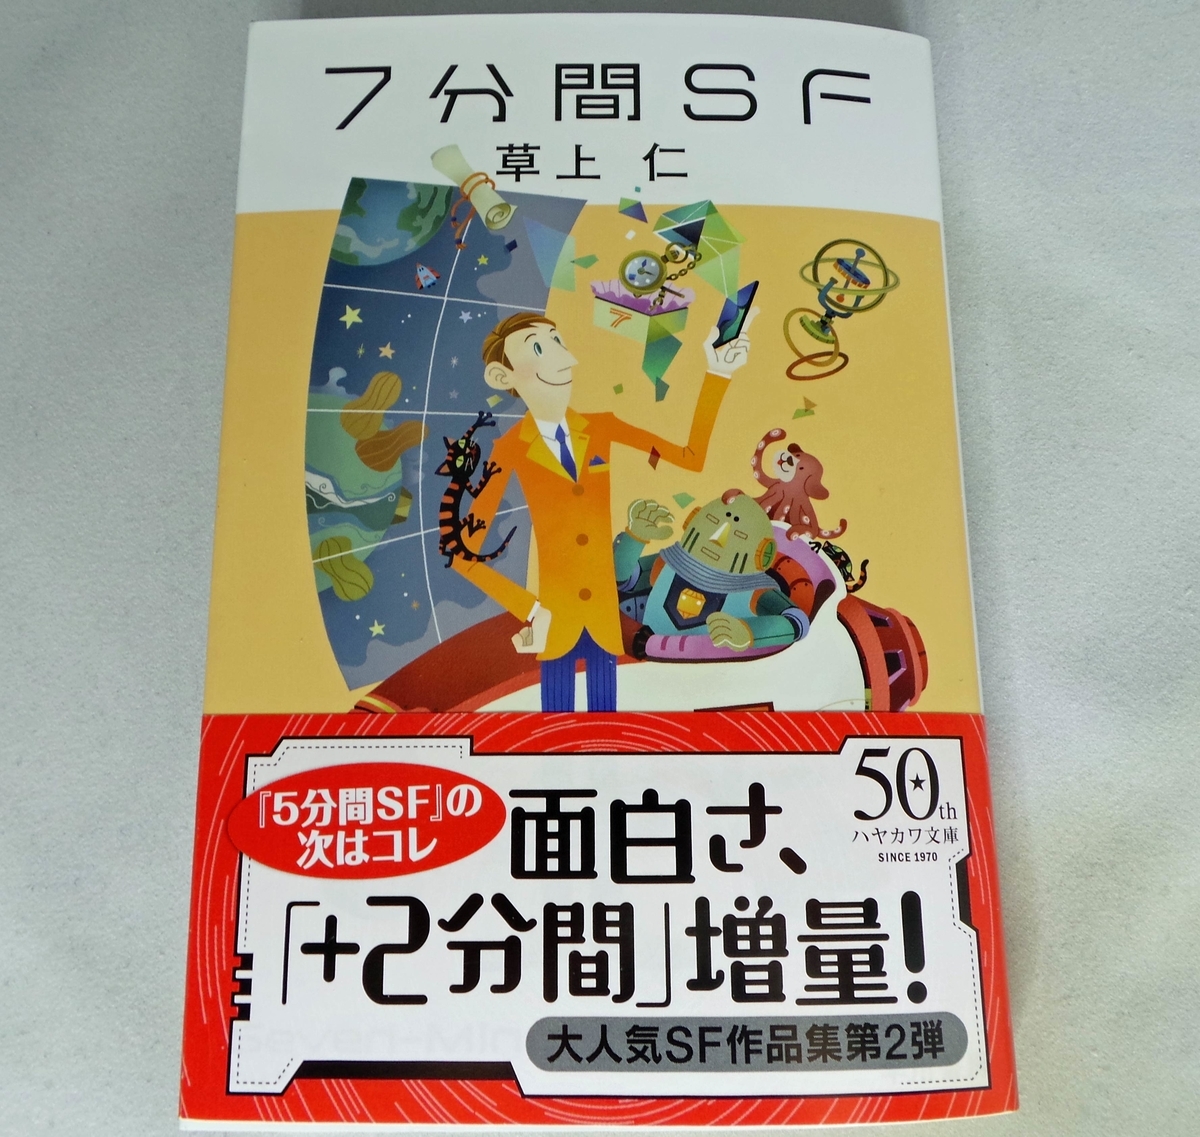 7分間SF
草上 仁
7
『5分間SF』の
次はコレ
50th
ハヤカワ文庫
SINCE 1970
面白さ、
「+2分間」増量!
大人気SF作品集第2弾